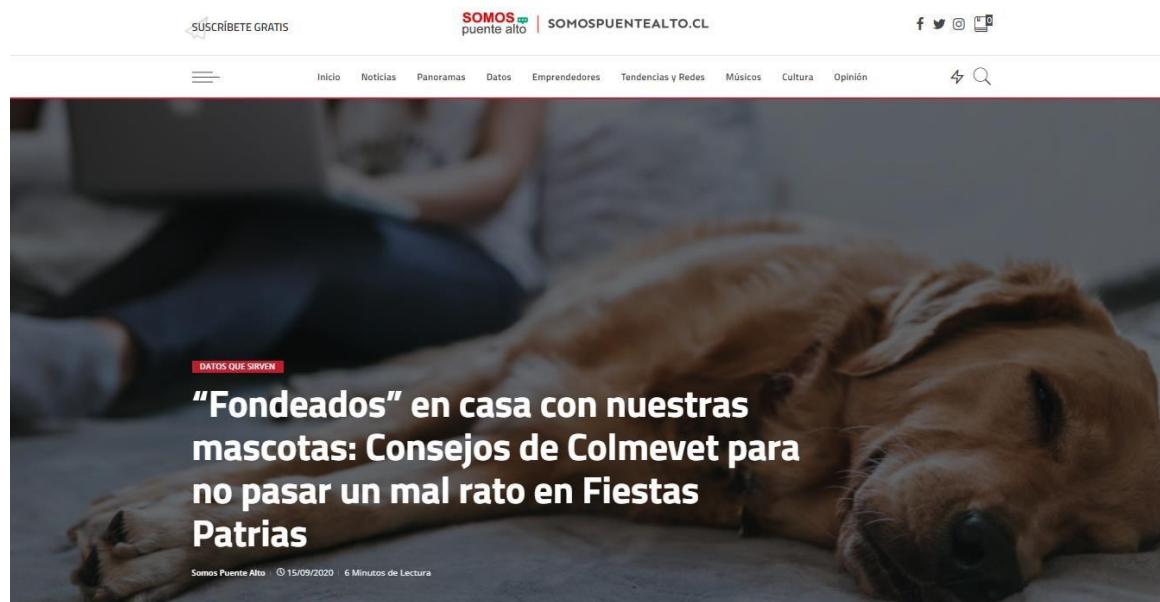 SUSCRÍBETE GRATIS
SOMOS
puente alto
SOMOSPUENTEALTO.CL
0
Inicio Noticias Panoramas Datos Emprendedores Tendencias y Redes Músicos Cultura Opinión
DATOS QUE SIRVEN
“Fondeados” en casa con nuestras
mascotas: Consejos de Colmevet para
no pasar un mal rato en Fiestas
Patrias
Somos Puente Alto 15/09/2020 6 Minutos de Lectura